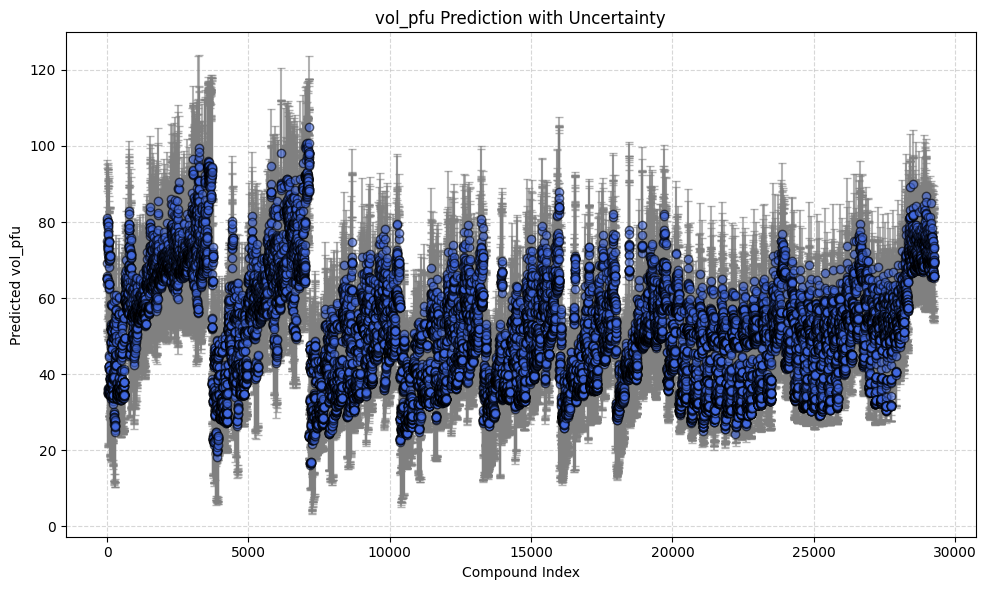 vol_pfu Prediction with Uncertainty
Predicted vol_pfu
120
100
80
60
40
20
0
0 5000 10000 15000 20000 25000 30000
Compound Index